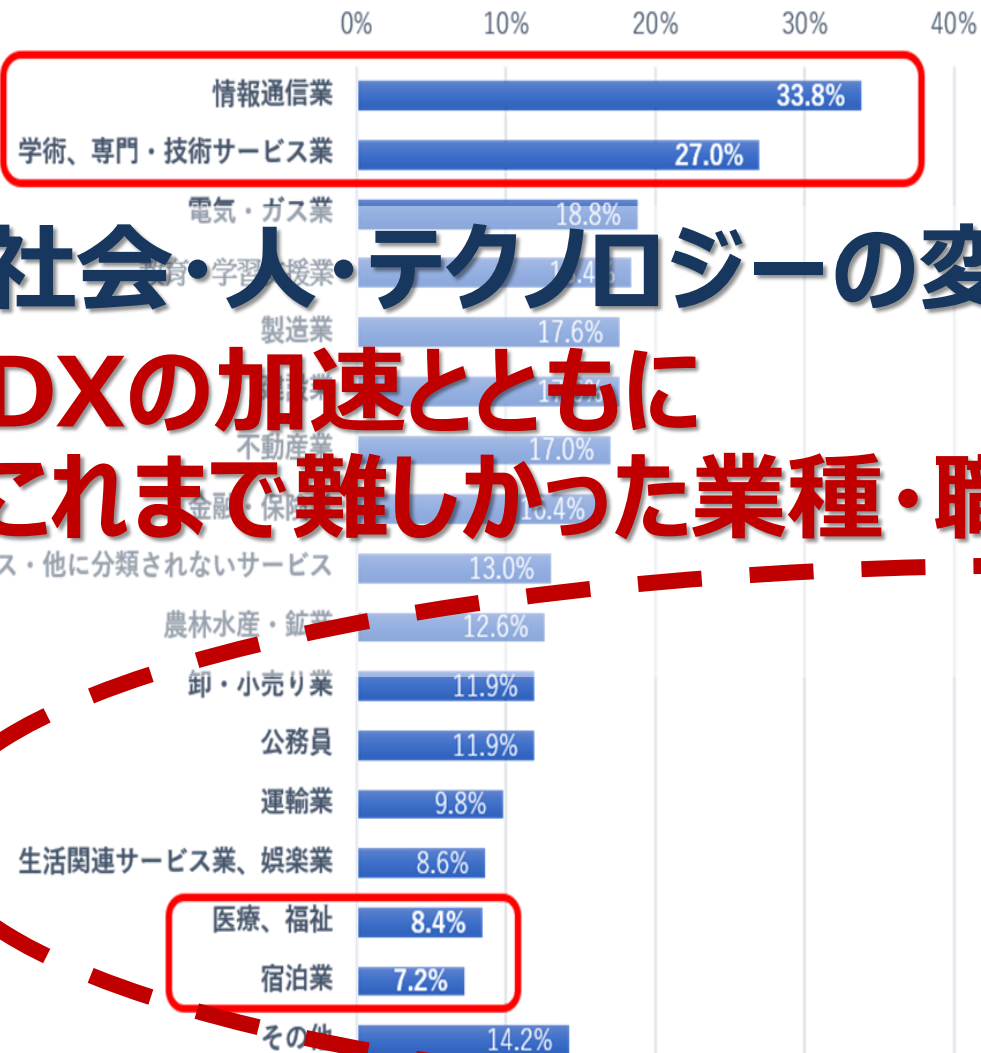 0% 10% 20% 30% 40%
情報通信業 33.8%
学術、専門・技術サービス業 27.0%
電気・ガス業 18.8%
社会・人・テクノロジーの変
製造業 17.6%
DXの加速とともに
不動産業 17.0%
これまで難しかった業種・職
ス・他に分類されないサービス 13.0%
農林水産・鉱業 12.6%
卸・小売り業 11.9%
公務員 11.9%
運輸業 9.8%
生活関連サービス業、娯楽業 8.6%
医療、福祉 8.4%
宿泊業 7.2%
その他 14.2%